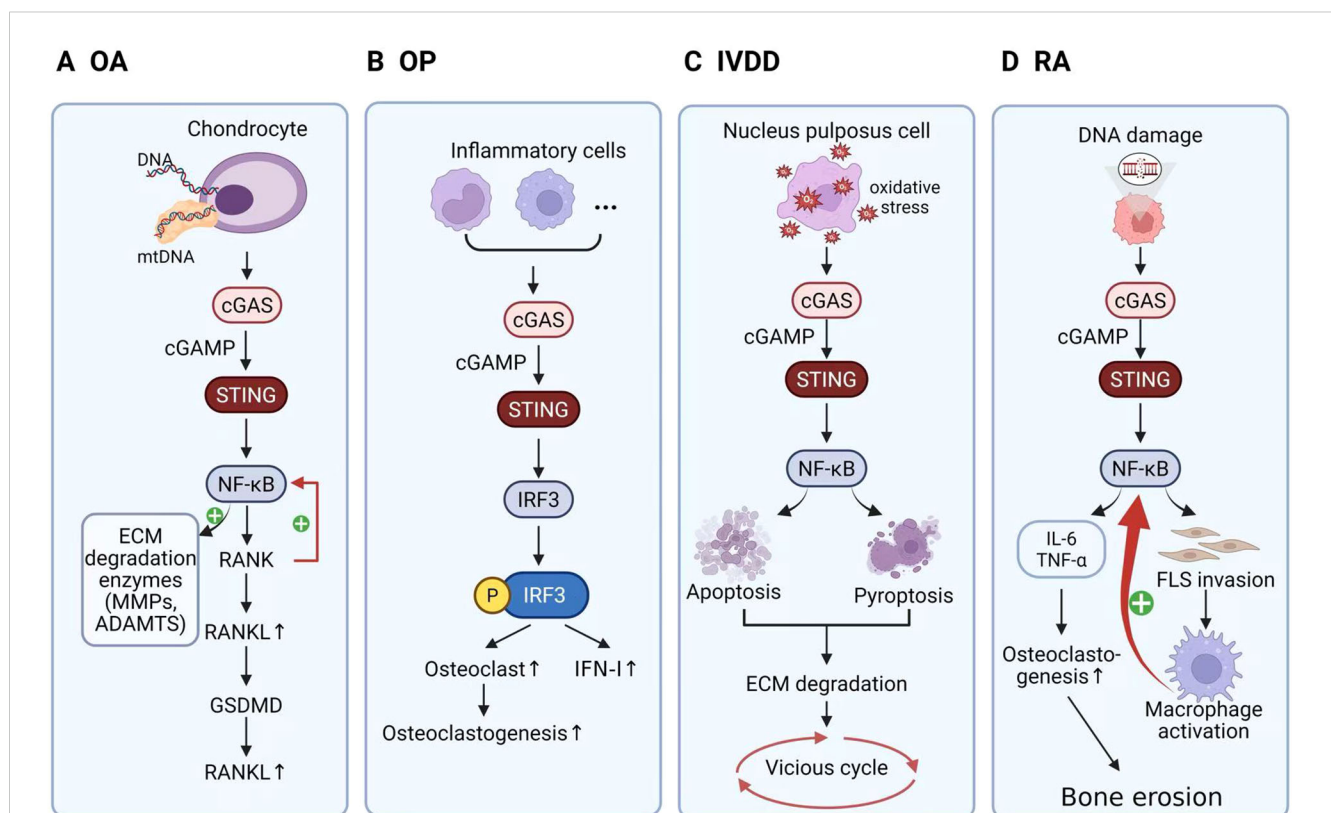 A OA
Chondrocyte
DNA
mtDNA
cGAS
cGAMP
STING
NF-κB
ECM
degradation
enzymes
(MMPs,
ADAMTS)
RANK
RANKL↑
GSDMD
RANKL↑
B OP
Inflammatory cells
...
cGAS
cGAMP
STING
IRF3
P IRF3
Osteoclast↑
IFN-I↑
Osteoclastogenesis↑
C IVDD
Nucleus pulposus cell
oxidative
stress
cGAS
cGAMP
STING
NF-κB
Apoptosis
Pyroptosis
ECM degradation
Vicious cycle
D RA
DNA damage
cGAS
cGAMP
STING
NF-κB
IL-6
TNF-α
FLS invasion
Osteoclasto-
genesis↑
Macrophage
activation
Bone erosion